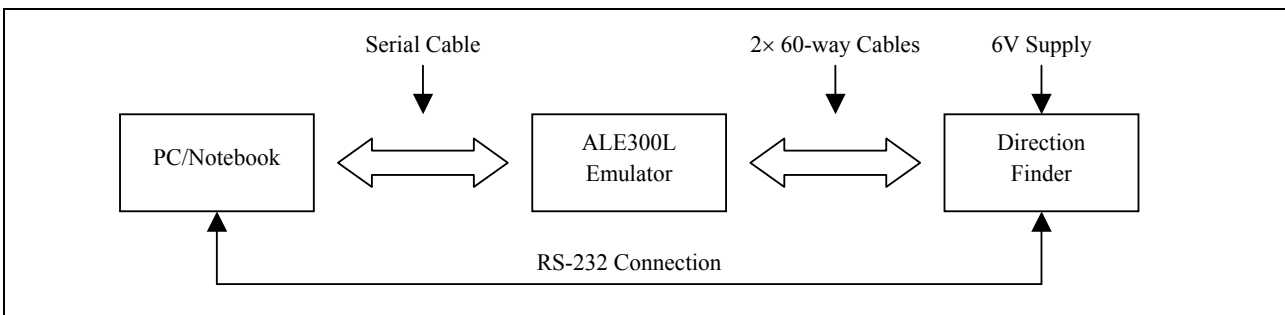 Serial Cable
2× 60-way Cables
6V Supply
PC/Notebook
ALE300L
Emulator
Direction
Finder
RS-232 Connection